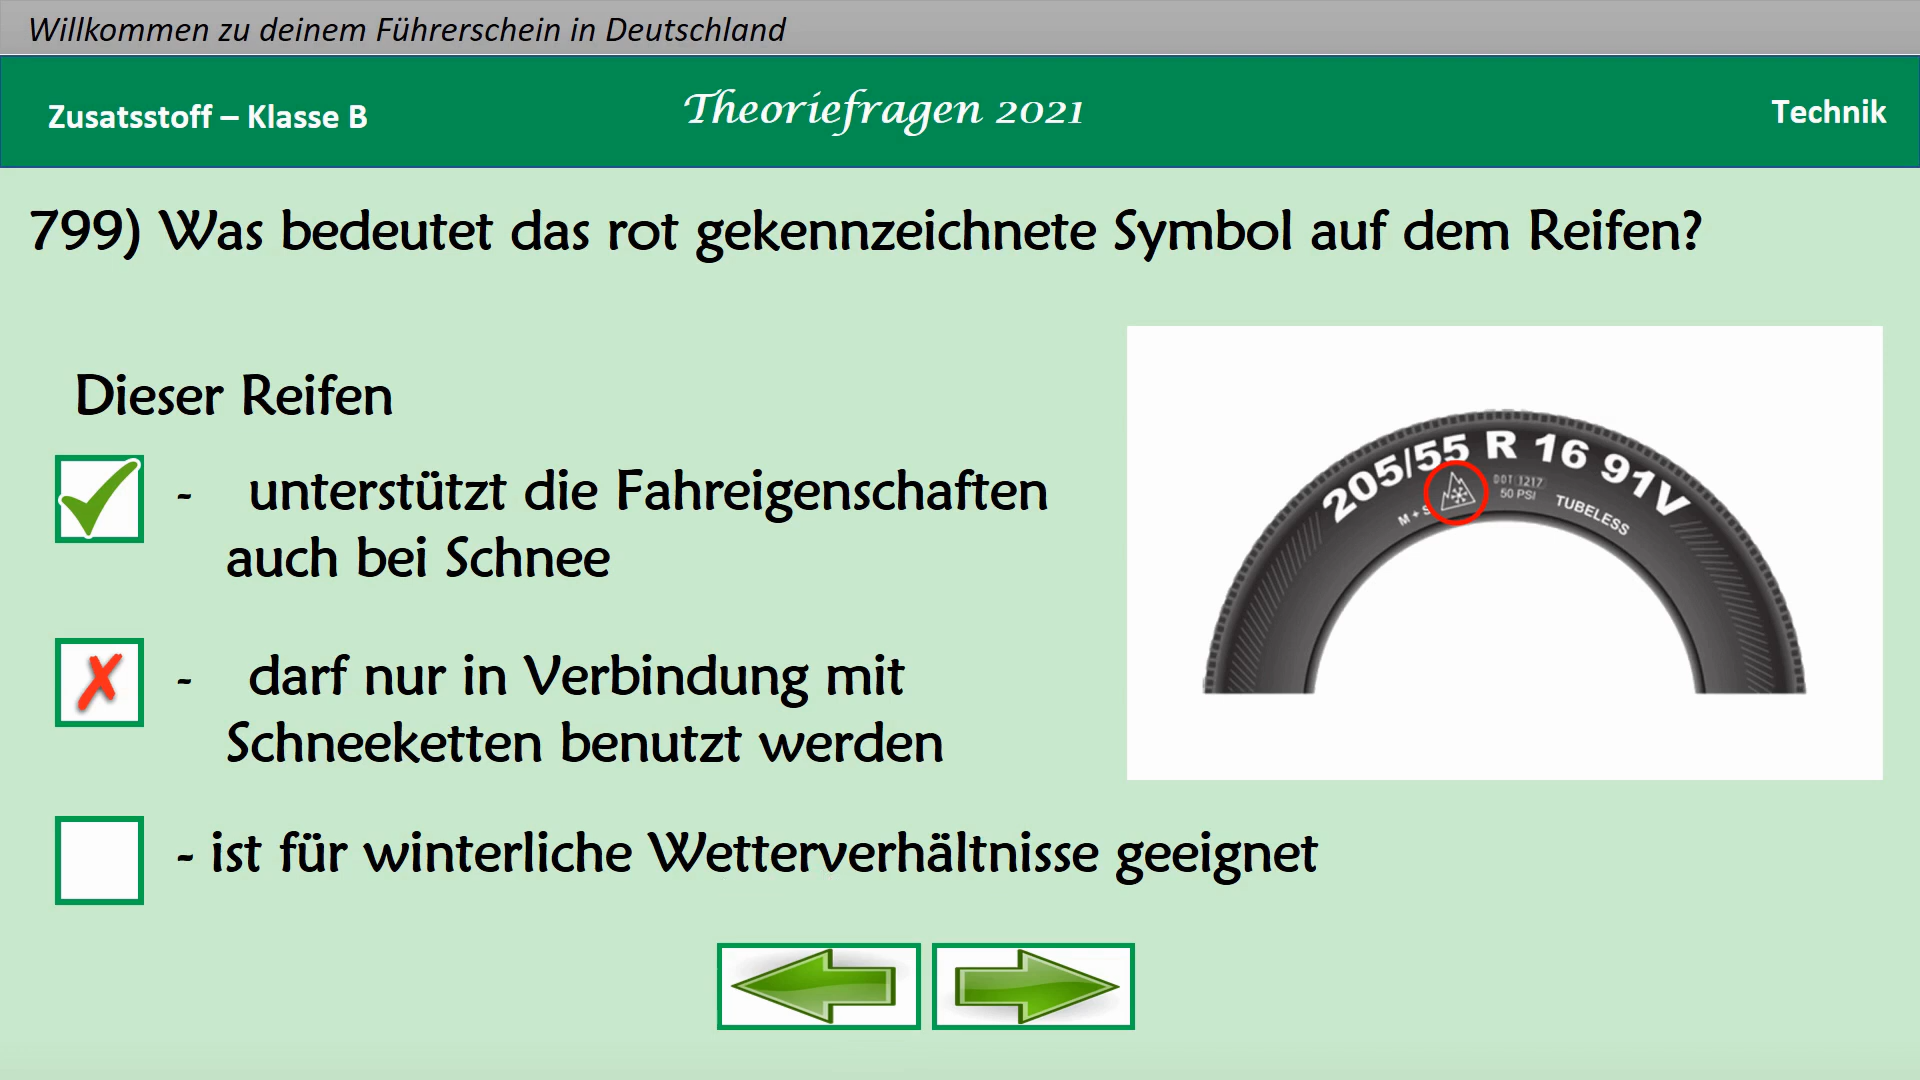 Willkommen zu deinem Führerschein in Deutschland
Zusatsstoff – Klasse B
Theoriefragen 2021
Technik
799) Was bedeutet das rot gekennzeichnete Symbol auf dem Reifen?
Dieser Reifen
- unterstützt die Fahreigenschaften
auch bei Schnee
- darf nur in Verbindung mit
Schneeketten benutzt werden
- ist für winterliche Wetterverhältnisse geeignet
205/55 R 16 91V
M + S
DOT 1217
50 PSI
TUBELESS